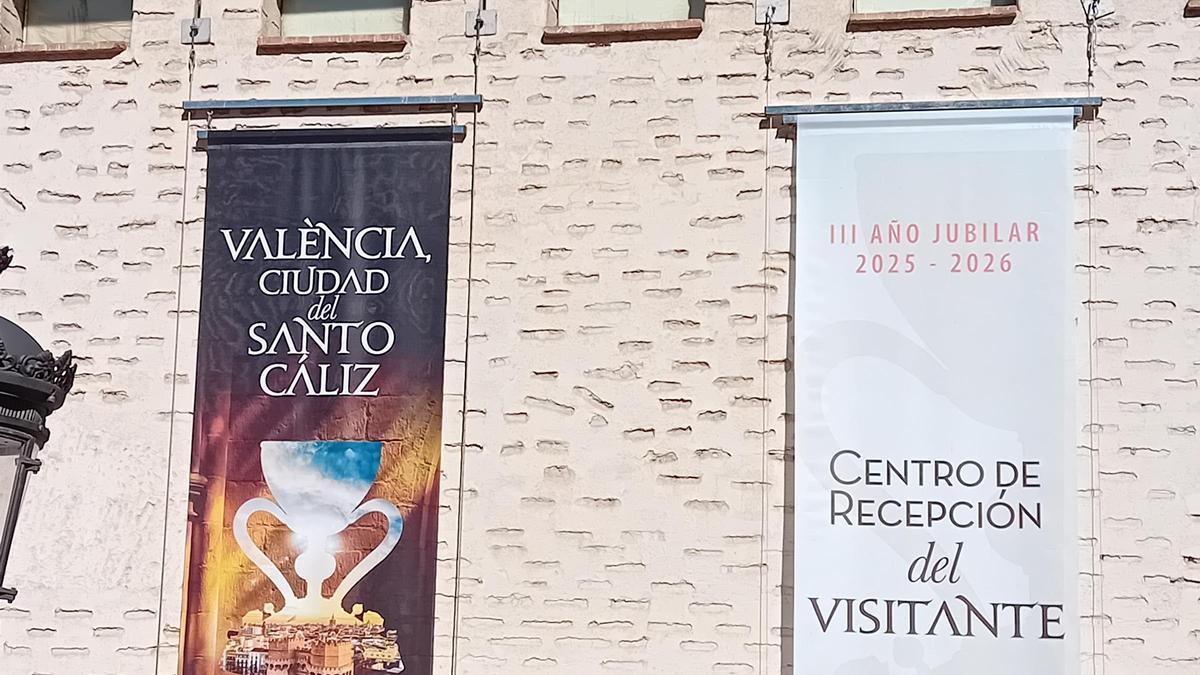 VALÈNCIA,
CIUDAD
del
SANTO
CÁLIZ
III AÑO JUBILAR
2025 - 2026
CENTRO DE
RECEPCIÓN
del
VISITANTE